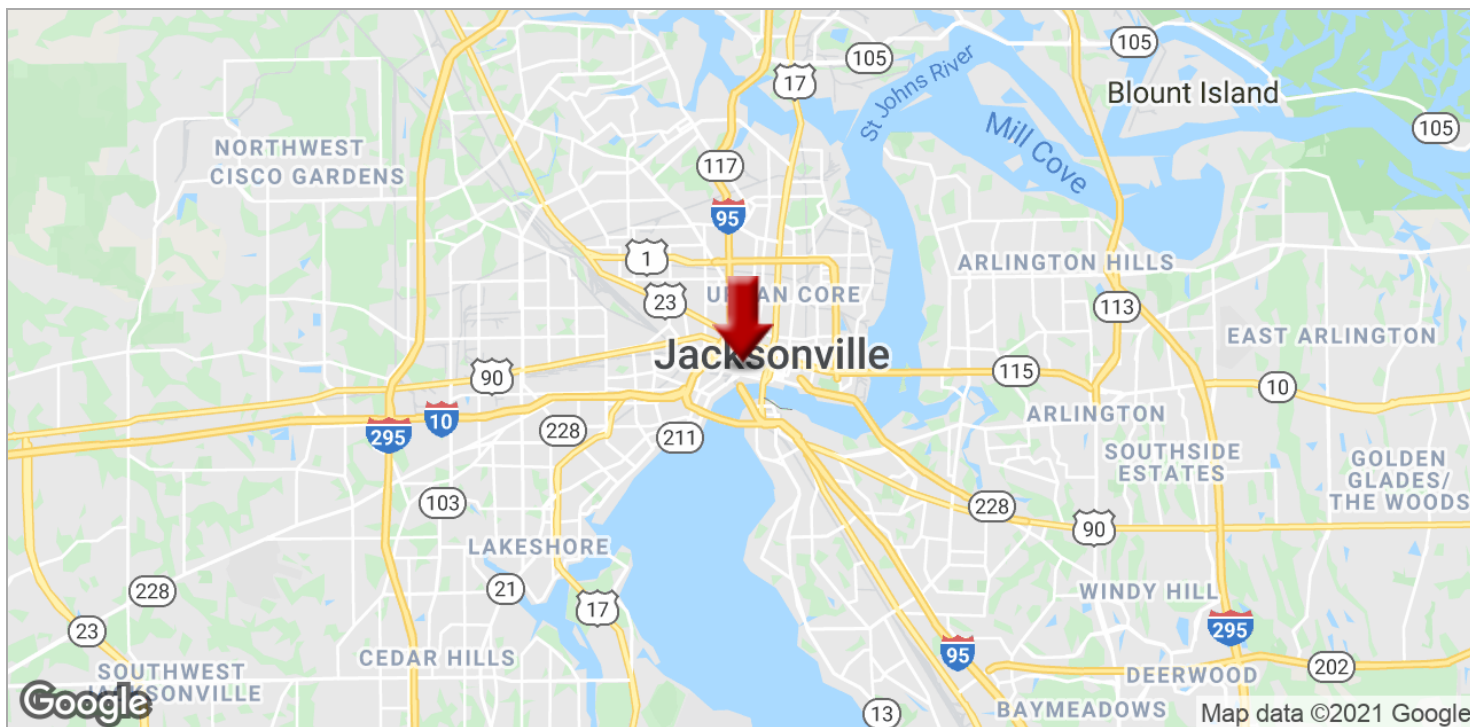 105
17
105
St Johns River
Blount Island
Mill Cove
105
NORTHWEST
CISCO GARDENS
117
95
1
ARLINGTON HILLS
23
URBAN CORE
113
EAST ARLINGTON
Jacksonville
90
115
10
10
295
228
211
ARLINGTON
SOUTHSIDE
ESTATES
GOLDEN
GLADES/
THE WOODS
103
228
90
LAKESHORE
21
17
228
WINDY HILL
23
295
95
CEDAR HILLS
SOUTHWEST
JACKSONVILLE
DEERWOOD
202
13
BAYMEADOWS
Google
Map data ©2021 Google